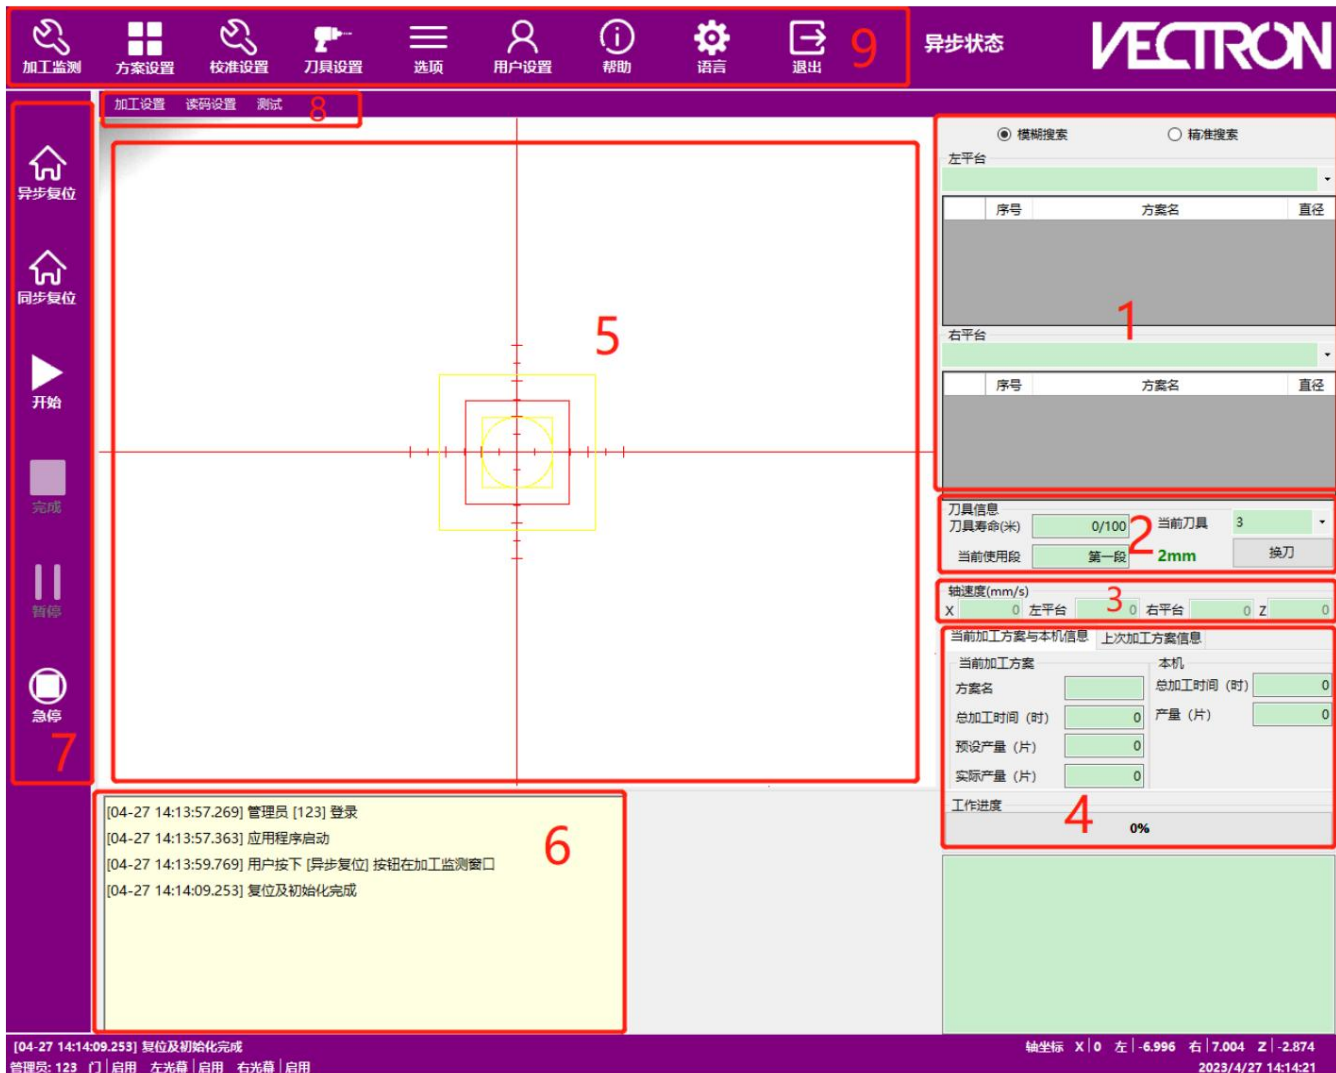 加工监测 方案设置 校准设置 刀具设置 选项 用户设置 帮助 语言 退出 9 异步状态 VECTRON
加工设置 读码设置 测试 8
异步复位
同步复位
开始
完成
暂停
急停
7
5
模糊搜索 精准搜索
左平台
序号 方案名 直径
1
右平台
序号 方案名 直径
刀具信息
刀具寿命(米) 0/100 当前刀具 3
2
当前使用段 第一段 2mm 换刀
轴速度(mm/s)
3
X 0 左平台 0 右平台 0 Z 0
当前加工方案与本机信息 上次加工方案信息
当前加工方案 本机
方案名 总加工时间（时） 0
总加工时间（时） 0 产量（片） 0
预设产量（片） 0
实际产量（片） 0
工作进度
4
0%
[04-27 14:13:57.269] 管理员 [123] 登录
[04-27 14:13:57.363] 应用程序启动
[04-27 14:13:59.769] 用户按下 [异步复位] 按钮在加工监测窗口
[04-27 14:14:09.253] 复位及初始化完成
6
[04-27 14:14:09.253] 复位及初始化完成 轴坐标 X|0 左|-6.996 右|7.004 Z|-2.874
管理员: 123 门|启用 左光幕|启用 右光幕|启用 2023/4/27 14:14:21